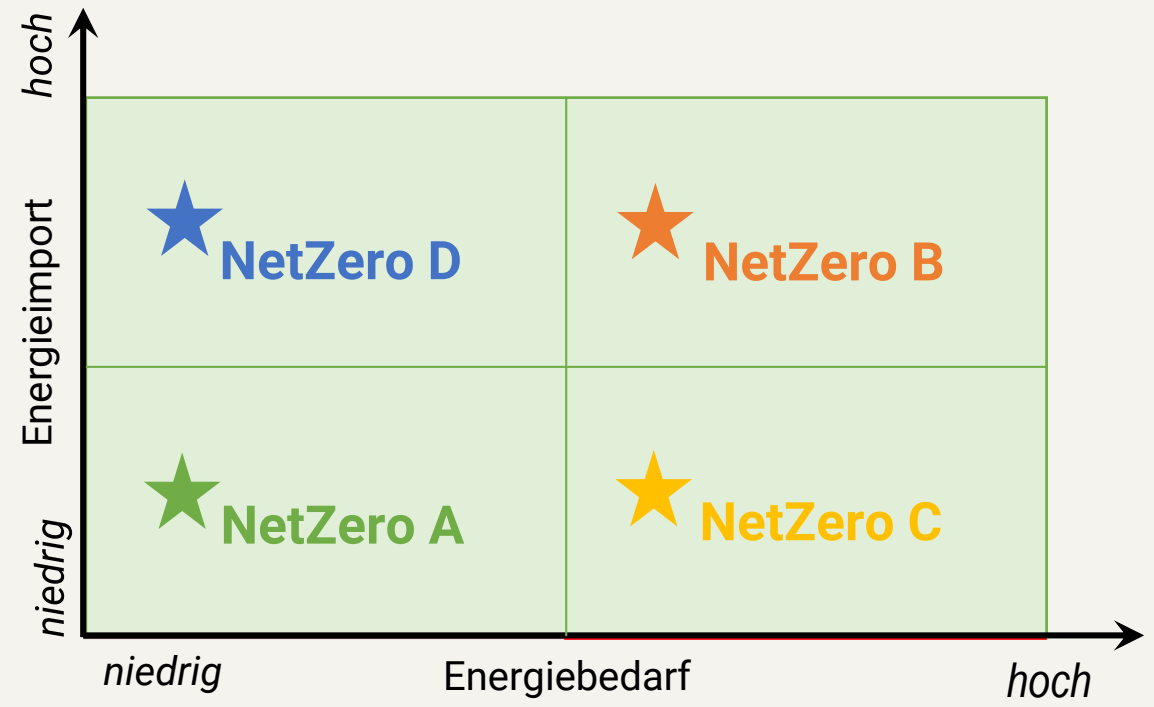 hoch
Energieimport
niedrig
NetZero D
NetZero B
NetZero A
NetZero C
niedrig
Energiebedarf
hoch